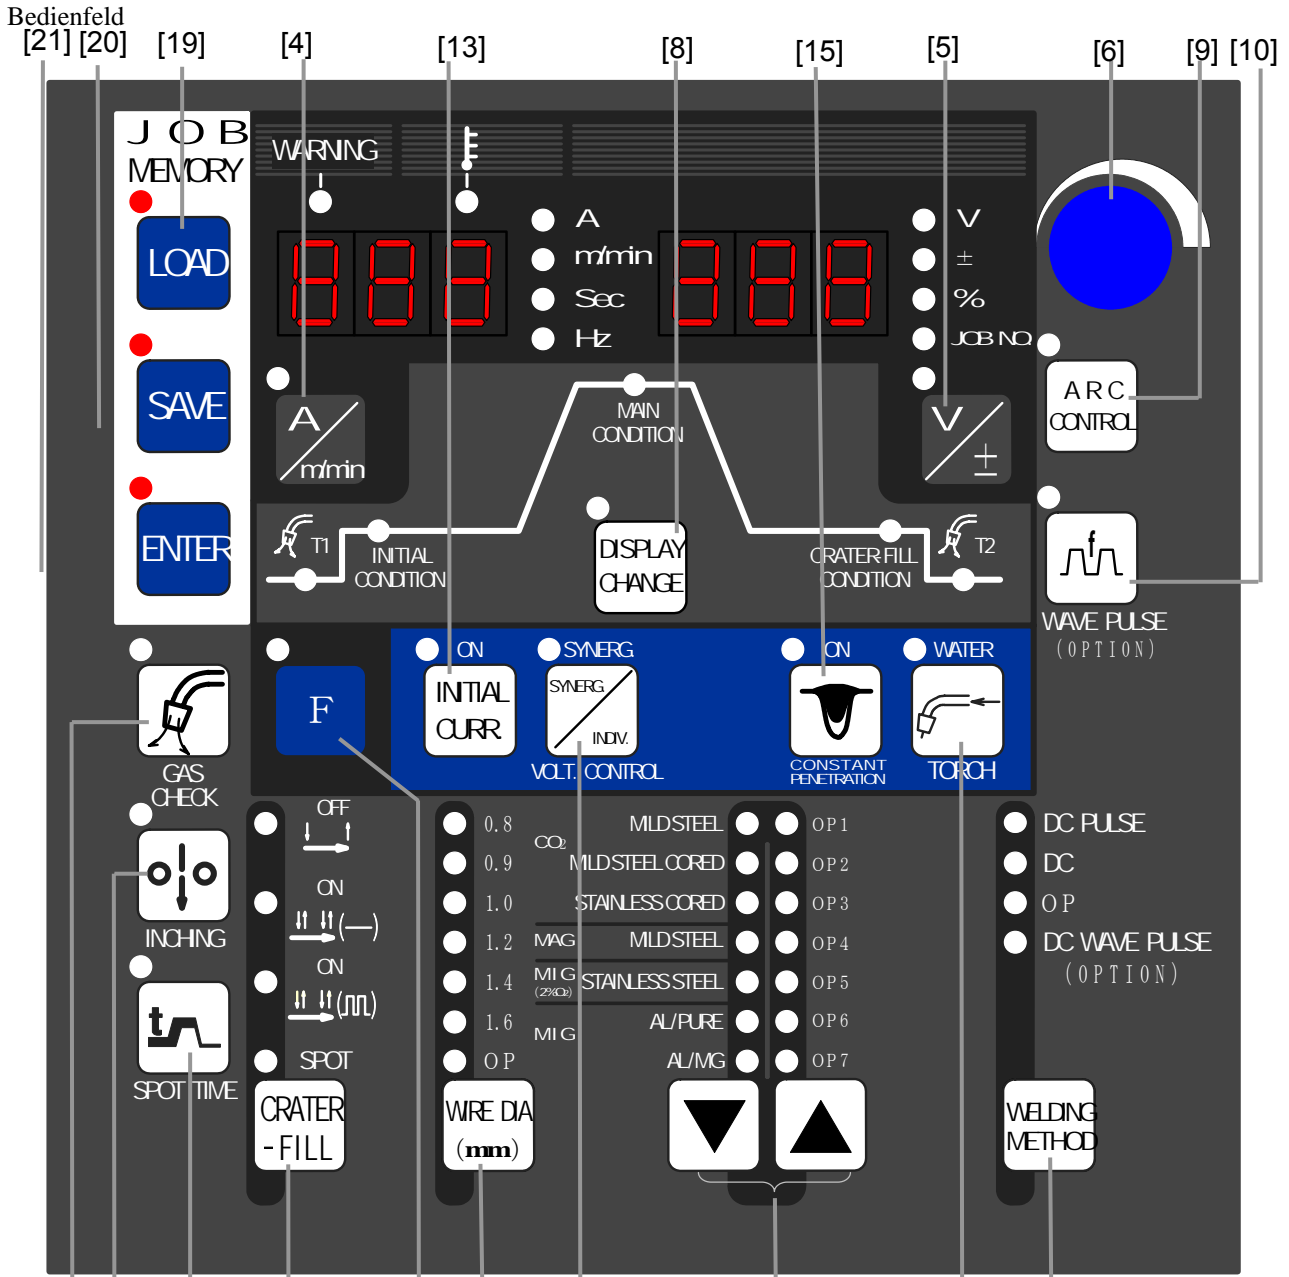 Bedienfeld
[21] [20] [19] [4] [13] [8] [15] [5] [6] [9] [10]
JOB
MEMORY
WARNING
LOAD
SAVE
ENTER
888 888
A
m/min
Sec
Hz
V
±
%
JOB NO.
A
m/min
MAIN
CONDITION
V
±
ARC
CONTROL
T1
INITIAL
CONDITION
DISPLAY
CHANGE
CRATER-FILL
CONDITION
T2
f
WAVE PULSE
(OPTION)
F
ON
INITIAL
CURR.
SYNERG.
SYNERG.
INDIV.
VOLT. CONTROL
ON
CONSTANT
PENETRATION
WATER
TORCH
GAS
CHECK
INCHING
t
SPOT TIME
OFF
ON
ON
SPOT
CRATER
-FILL
0.8
0.9
1.0
1.2
1.4
1.6
OP
WIRE DIA
(mm)
CO₂
MILD STEEL
MILD STEEL CORED
STAINLESS CORED
MAG MILD STEEL
MIG STAINLESS STEEL
(2%O₂)
AL/PURE
MIG
AL/MG
OP1
OP2
OP3
OP4
OP5
OP6
OP7
DC PULSE
DC
OP
DC WAVE PULSE
(OPTION)
WELDING
METHOD